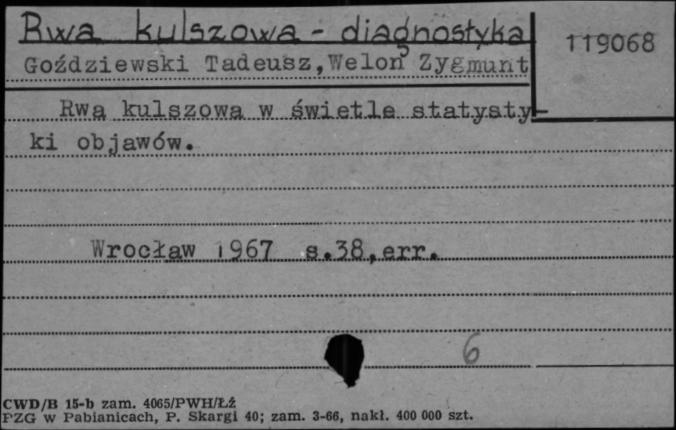 Rwa kulszowa - diagnostyka
119068
Goździewski Tadeusz, Welon Zygmunt
Rwa kulszowa w świetle statysty-
ki objawów.
Wrocław 1967 s.38,err.
6
CWD/B 15-b zam. 4065/PWH/Łź
PZG w Pabianicach, P. Skargi 40; zam. 3-66, nakł. 400 000 szt.